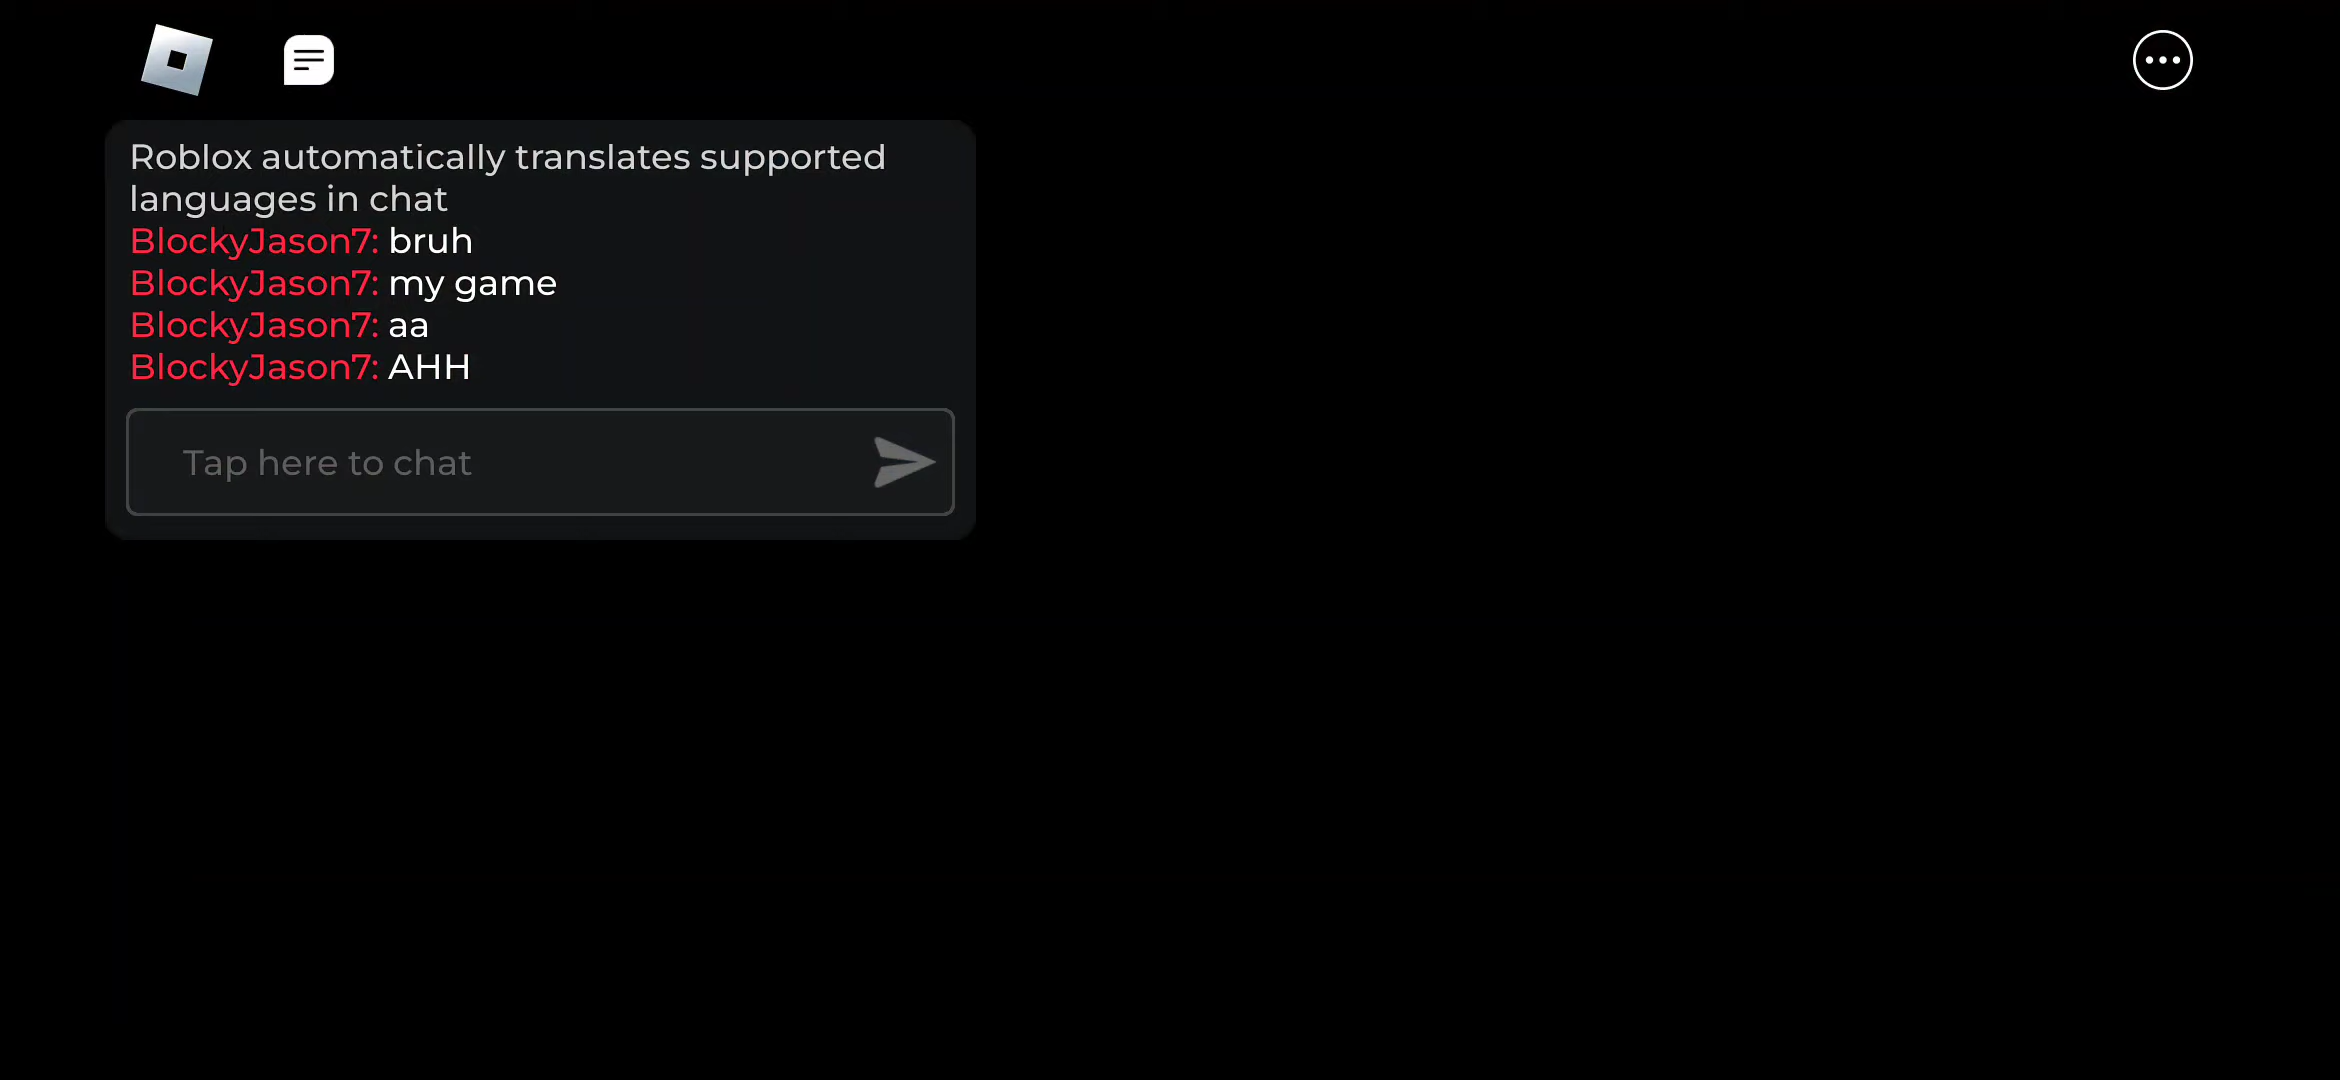 Roblox automatically translates supported
languages in chat
BlockyJason7: bruh
BlockyJason7: my game
BlockyJason7: aa
BlockyJason7: AHH
Tap here to chat